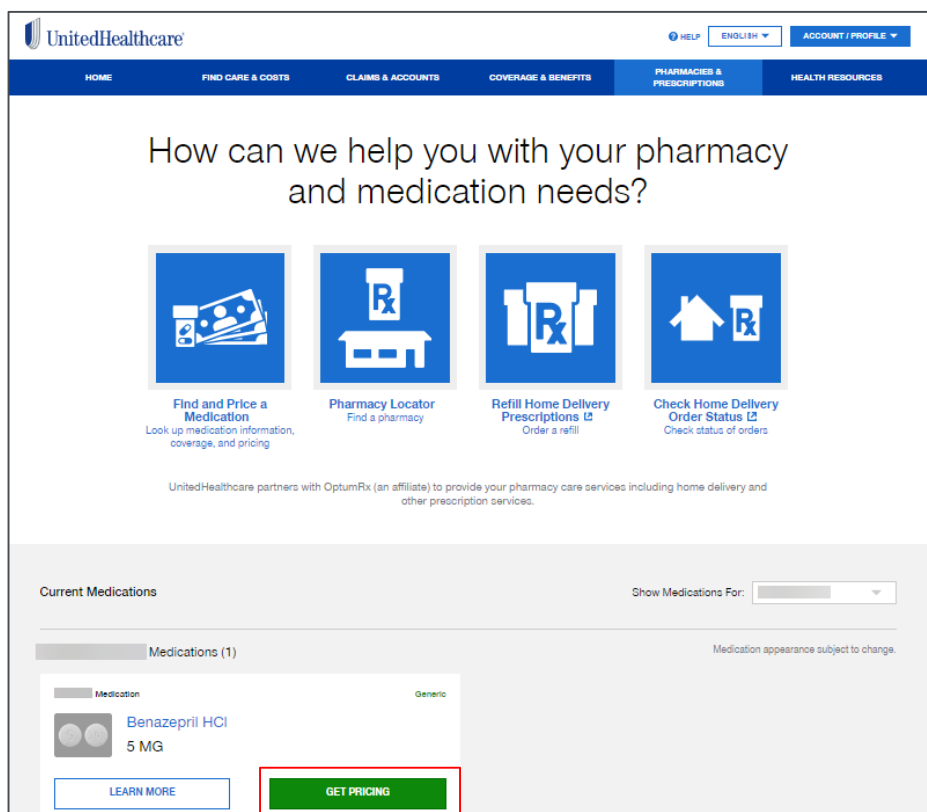 UnitedHealthcare
HELP ENGLISH ACCOUNT / PROFILE
HOME FIND CARE & COSTS CLAIMS & ACCOUNTS COVERAGE & BENEFITS PHARMACIES & PRESCRIPTIONS HEALTH RESOURCES
How can we help you with your pharmacy
and medication needs?
Rx
Rx
Rx
Find and Price a
Medication
Look up medication information,
coverage, and pricing
Pharmacy Locator
Find a pharmacy
Refill Home Delivery
Prescriptions
Order a refill
Check Home Delivery
Order Status
Check status of orders
UnitedHealthcare partners with OptumRx (an affiliate) to provide your pharmacy care services including home delivery and
other prescription services.
Current Medications
Show Medications For:
Medications (1)
Medication appearance subject to change.
Medication
Generic
Benazepril HCl
5 MG
LEARN MORE
GET PRICING